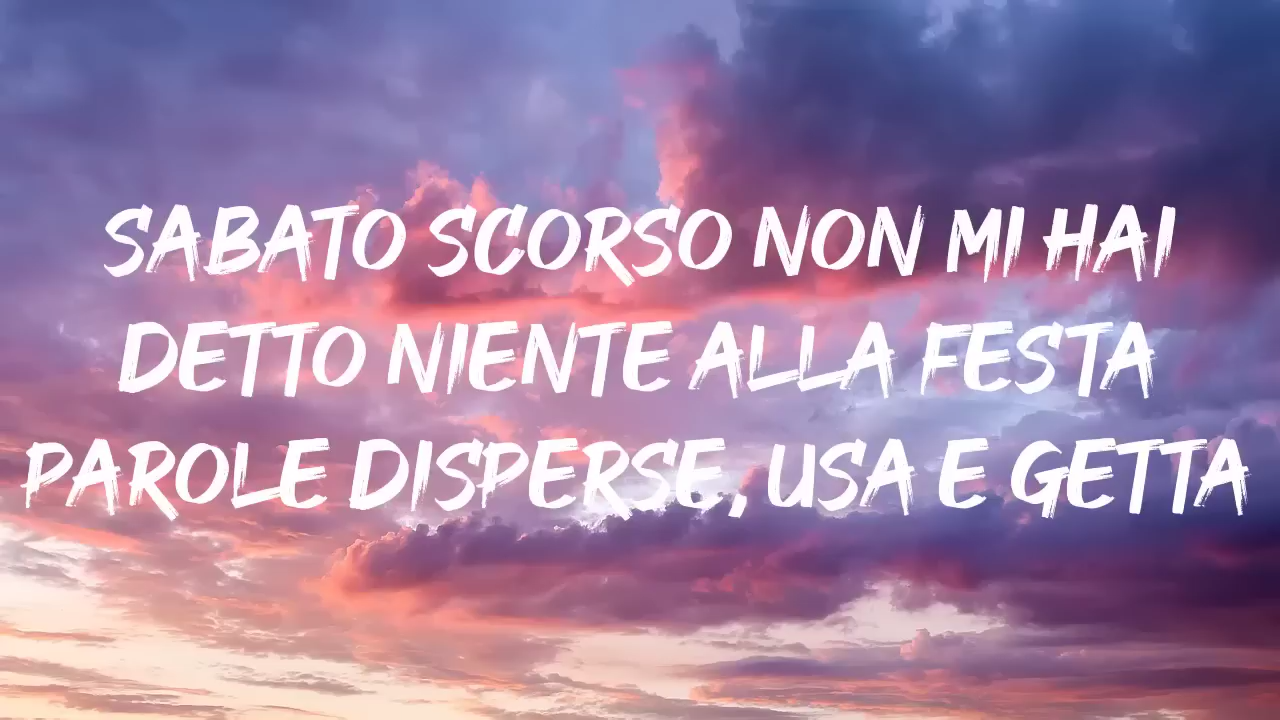 SABATO SCORSO NON MI HAI
DETTO NIENTE ALLA FESTA
PAROLE DISPERSE, USA E GETTA